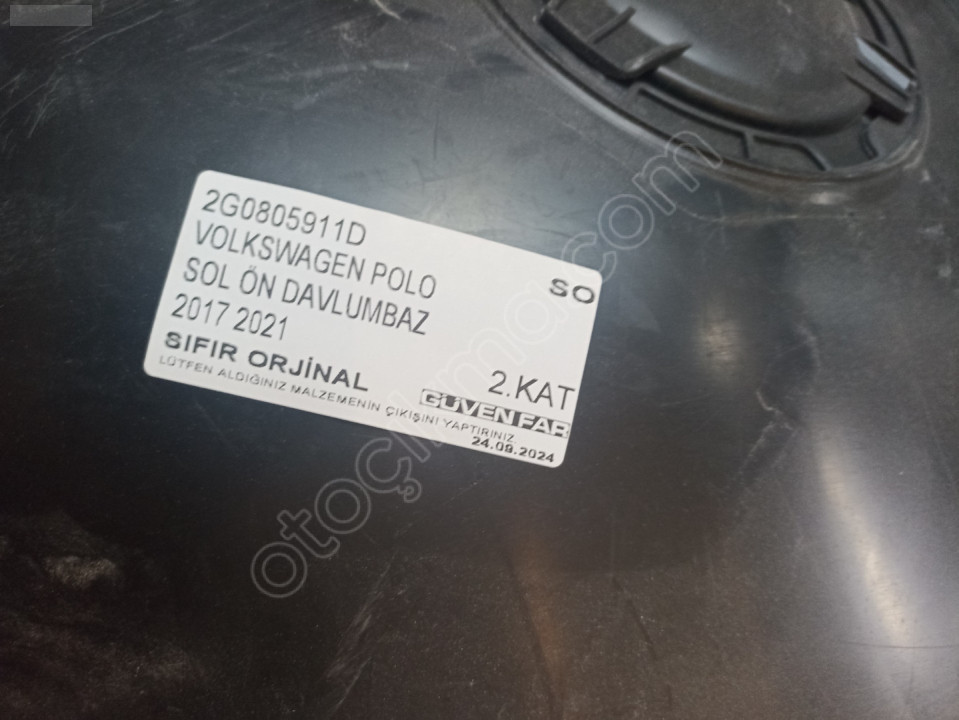 2G0805911D
VOLKSWAGEN POLO
SO
SOL ÖN DAVLUMBAZ
2017 2021
SIFIR ORJİNAL
2.KAT
GÜVEN FAR
LÜTFEN ALDIĞINIZ MALZEMENİN ÇIKIŞINI YAPTIRINIZ
24.09.2024
otoçıkma.com